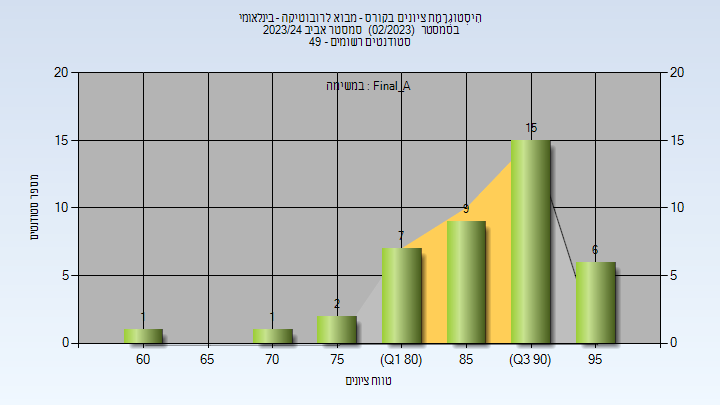 היסטוגרמת ציונים בקורס - מבוא לרובוטיקה - בינלאומי
בסמסטר (02/2023) סמסטר אביב 2023/24
סטודנטים רשומים - 49
במשימה : Final_A
20 20
15 15
10 10
5 5
0 0
מספר סטודנטים
1 1 2 7 9 15 6
60 65 70 75 (Q1 80) 85 (Q3 90) 95
טווח ציונים